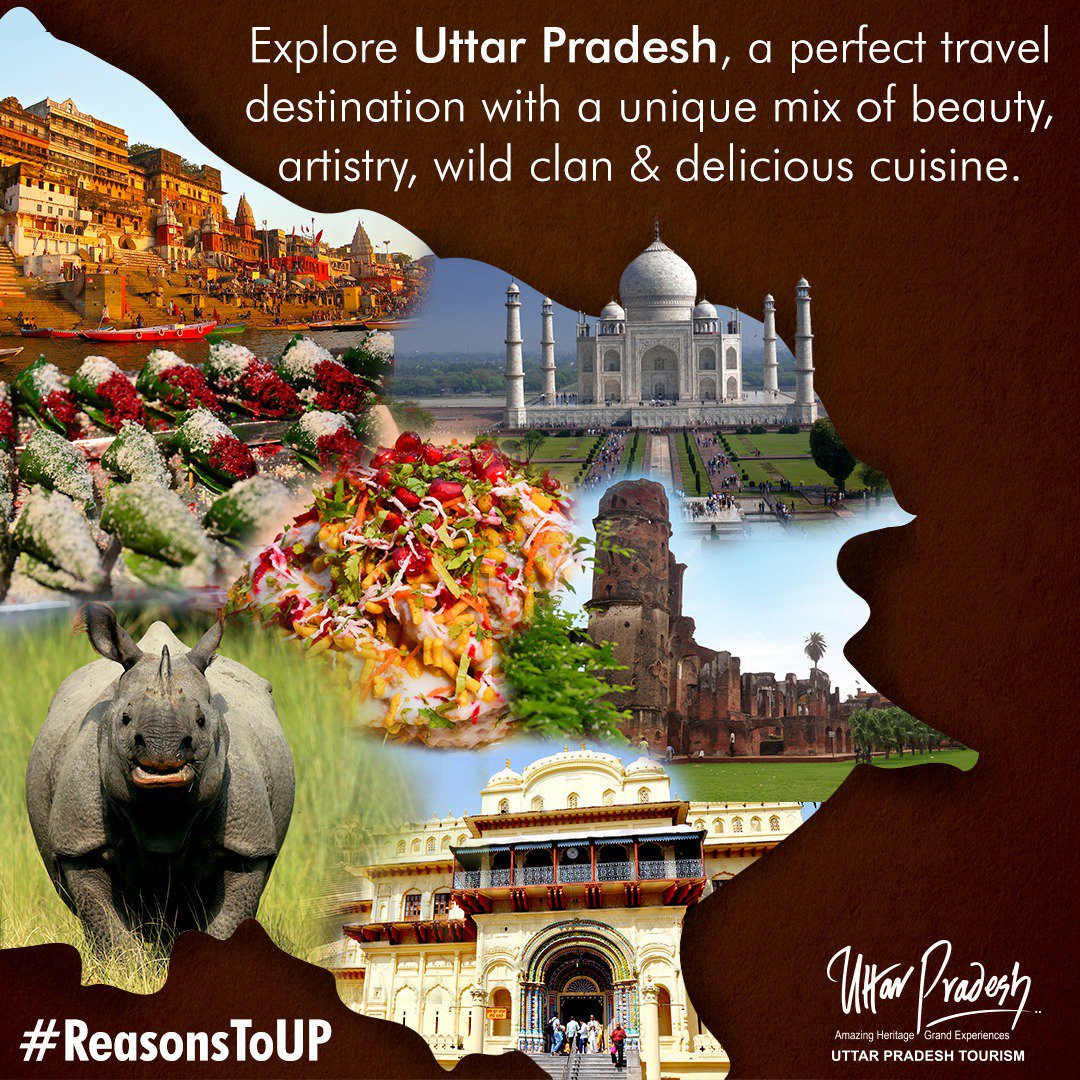 Explore Uttar Pradesh, a perfect travel
destination with a unique mix of beauty,
artistry, wild clan & delicious cuisine.
#ReasonsToUP
Uttar Pradesh
Amazing Heritage Grand Experiences
UTTAR PRADESH TOURISM